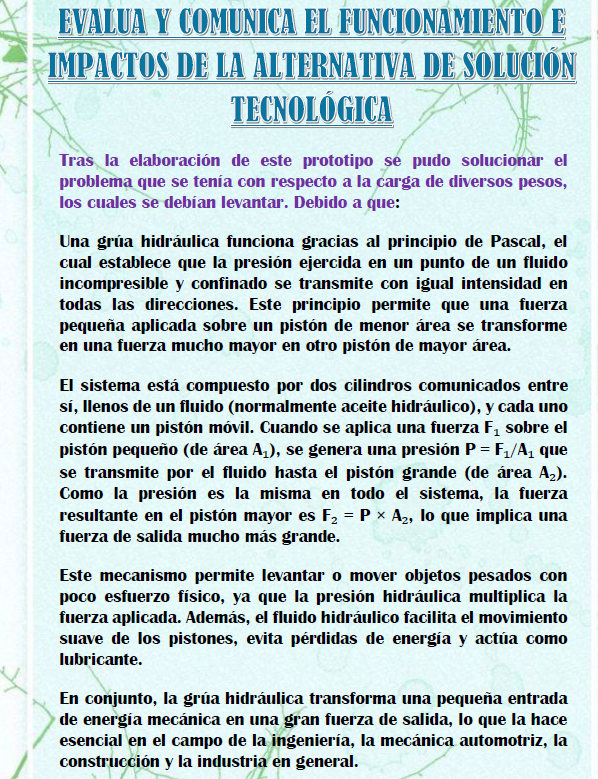 EVALUA Y COMUNICA EL FUNCIONAMIENTO E
IMPACTOS DE LA ALTERNATIVA DE SOLUCIÓN
TECNOLÓGICA
Tras la elaboración de este prototipo se pudo solucionar el
problema que se tenía con respecto a la carga de diversos pesos,
los cuales se debían levantar. Debido a que:
Una grúa hidráulica funciona gracias al principio de Pascal, el
cual establece que la presión ejercida en un punto de un fluido
incompresible y confinado se transmite con igual intensidad en
todas las direcciones. Este principio permite que una fuerza
pequeña aplicada sobre un pistón de menor área se transforme
en una fuerza mucho mayor en otro pistón de mayor área.
El sistema está compuesto por dos cilindros comunicados entre
sí, llenos de un fluido (normalmente aceite hidráulico), y cada uno
contiene un pistón móvil. Cuando se aplica una fuerza F₁ sobre el
pistón pequeño (de área A₁), se genera una presión P = F₁/A₁ que
se transmite por el fluido hasta el pistón grande (de área A₂).
Como la presión es la misma en todo el sistema, la fuerza
resultante en el pistón mayor es F₂ = P × A₂, lo que implica una
fuerza de salida mucho más grande.
Este mecanismo permite levantar o mover objetos pesados con
poco esfuerzo físico, ya que la presión hidráulica multiplica la
fuerza aplicada. Además, el fluido hidráulico facilita el movimiento
suave de los pistones, evita pérdidas de energía y actúa como
lubricante.
En conjunto, la grúa hidráulica transforma una pequeña entrada
de energía mecánica en una gran fuerza de salida, lo que la hace
esencial en el campo de la ingeniería, la mecánica automotriz, la
construcción y la industria en general.